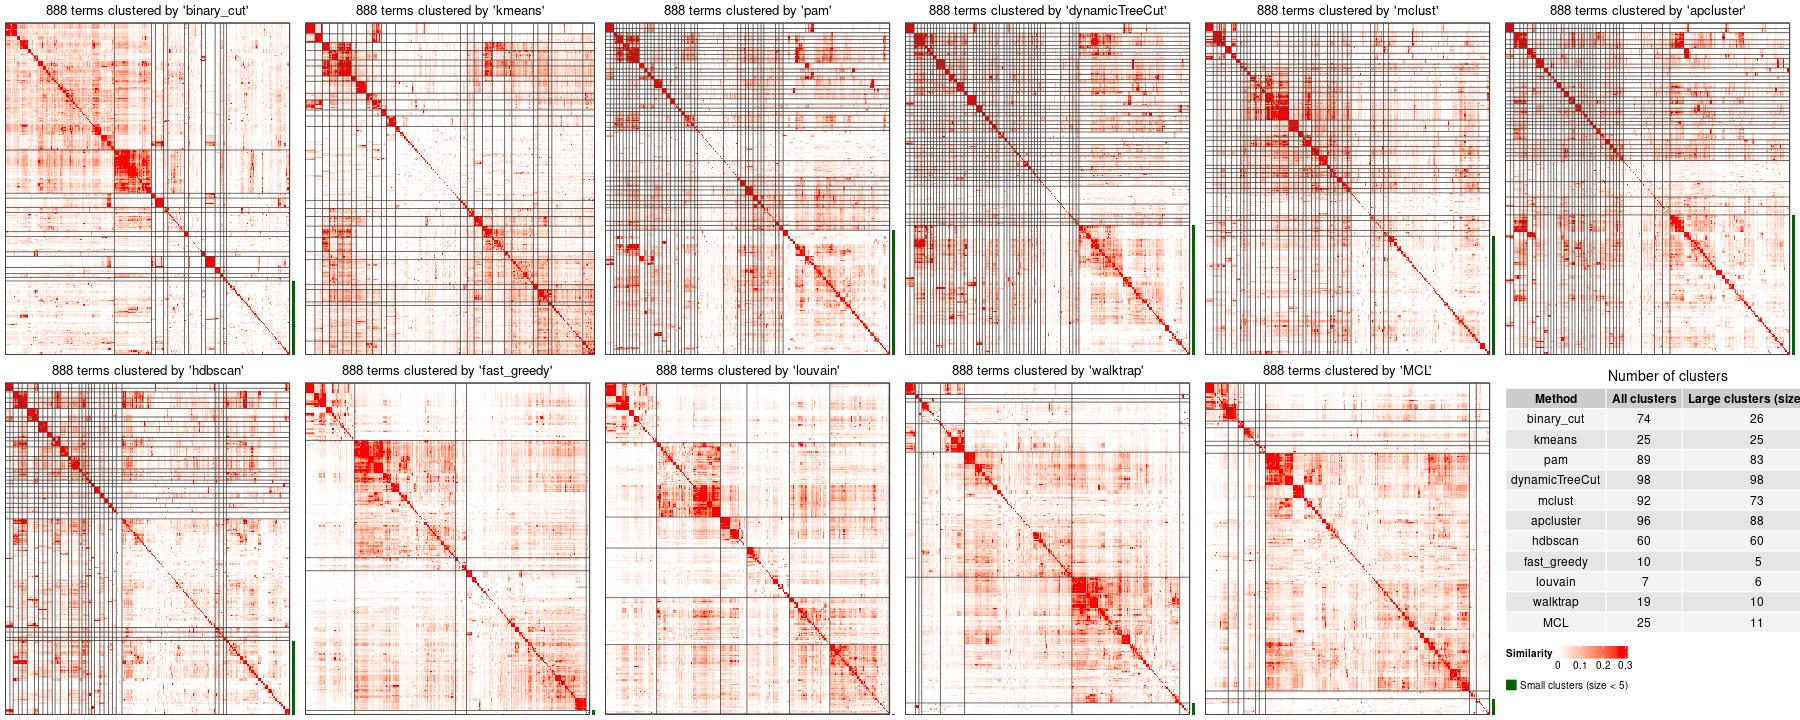 888 terms clustered by 'binary_cut'
888 terms clustered by 'kmeans'
888 terms clustered by 'pam'
888 terms clustered by 'dynamicTreeCut'
888 terms clustered by 'mclust'
888 terms clustered by 'apcluster'
888 terms clustered by 'hdbscan'
888 terms clustered by 'fast_greedy'
888 terms clustered by 'louvain'
888 terms clustered by 'walktrap'
888 terms clustered by 'MCL'
Number of clusters
Method All clusters Large clusters (size
binary_cut 74 26
kmeans 25 25
pam 89 83
dynamicTreeCut 98 98
mclust 92 73
apcluster 96 88
hdbscan 60 60
fast_greedy 10 5
louvain 7 6
walktrap 19 10
MCL 25 11
Similarity
0 0.1 0.2 0.3
Small clusters (size < 5)